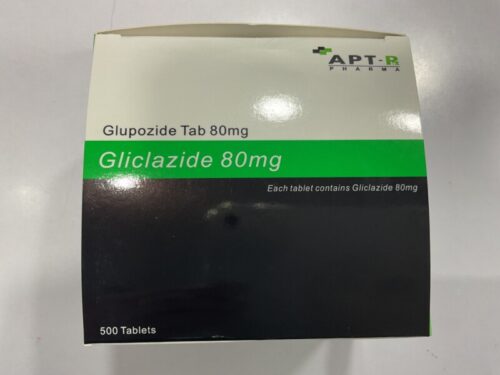 APT-R
PHARMA
Glupozide Tab 80mg
Gliclazide 80mg
Each tablet contains Gliclazide 80mg
500 Tablets